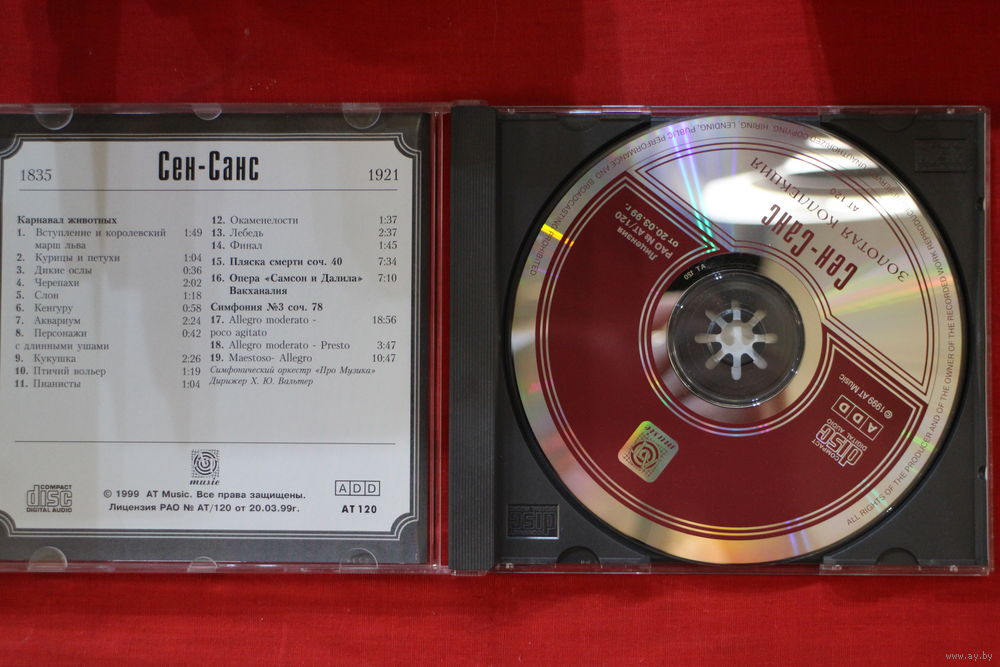 Сен-Санс
1835
1921
Карнавал животных
1. Вступление и королевский 1:49
марш льва
2. Курицы и петухи 1:04
3. Дикие ослы 0:36
4. Черепахи 2:02
5. Слон 1:18
6. Кенгуру 0:58
7. Аквариум 2:24
8. Персонажи 0:42
с длинными ушами
9. Кукушка 2:26
10. Птичий вольер 1:19
11. Пианисты 1:04
12. Окаменелости 1:37
13. Лебедь 2:37
14. Финал 1:45
15. Пляска смерти соч. 40 7:34
16. Опера «Самсон и Далила» 7:10
Вакханалия
Симфония №3 соч. 78
17. Allegro moderato - 18:56
poco agitato
18. Allegro moderato - Presto 3:47
19. Maestoso- Allegro 10:47
Симфонический оркестр «Про Музика»
Дирижер Х. Ю. Вальтер
music
COMPACT
disc
DIGITAL AUDIO
© 1999 AT Music. Все права защищены.
Лицензия РАО № АТ/120 от 20.03.99г.
ADD
AT 120
ALL RIGHTS OF THE PRODUCER AND OF THE OWNER OF THE RECORDED WORK
COPYING, HIRING, LENDING, PUBLIC PERFORMANCE AND BROADCASTING PROHIBITED
AT 120
ЗОЛОТАЯ КОЛЛЕКЦИЯ
Сен-Санс
Лицензия
РАО № АТ/120
от 20.03.99 г.
© 1999 AT Music
ADD
COMPACT
disc
DIGITAL AUDIO
music
disc
www.ay.by